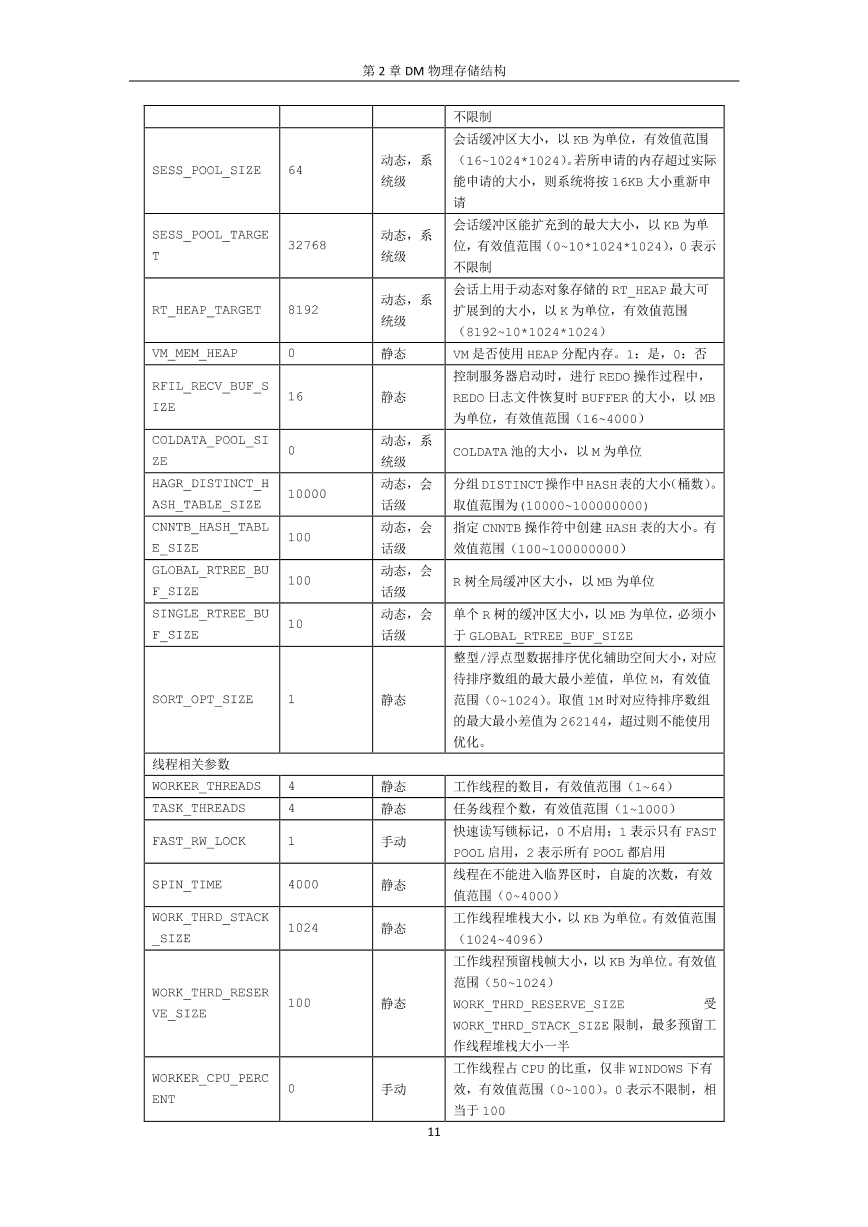 第 2 章 DM 物理存储结构
不限制
SESS_POOL_SIZE 64 动态，系统级
会话缓冲区大小，以 KB 为单位，有效值范围
（16~1024*1024）。若所申请的内存超过实际
能申请的大小，则系统将按 16KB 大小重新申
请
SESS_POOL_TARGE
T
32768
动态，系
统级
会话缓冲区能扩充到的最大大小，以 KB 为单
位，有效值范围（0~10*1024*1024），0 表示
不限制
RT_HEAP_TARGET
8192
动态，系
统级
会话上用于动态对象存储的 RT_HEAP 最大可
扩展到的大小，以 K 为单位，有效值范围
（8192~10*1024*1024）
VM_MEM_HEAP 0 静态 VM 是否使用 HEAP 分配内存。1：是，0：否
RFIL_RECV_BUF_S
IZE
16
静态
控制服务器启动时，进行 REDO 操作过程中，
REDO 日志文件恢复时 BUFFER 的大小，以 MB
为单位，有效值范围（16~4000）
COLDATA_POOL_SI
ZE
0
动态，系
统级
COLDATA 池的大小，以 M 为单位
HAGR_DISTINCT_H
ASH_TABLE_SIZE
10000
动态，会
话级
分组 DISTINCT 操作中 HASH 表的大小（桶数）。
取值范围为(10000~100000000)
CNNTB_HASH_TABL
E_SIZE
100
动态，会
话级
指定 CNNTB 操作符中创建 HASH 表的大小。有
效值范围（100~100000000）
GLOBAL_RTREE_BU
F_SIZE
100
动态，会
话级
R 树全局缓冲区大小，以 MB 为单位
SINGLE_RTREE_BU
F_SIZE
10
动态，会
话级
单个 R 树的缓冲区大小，以 MB 为单位，必须小
于 GLOBAL_RTREE_BUF_SIZE
SORT_OPT_SIZE
1
静态
整型/浮点型数据排序优化辅助空间大小，对应
待排序数组的最大最小差值，单位 M，有效值
范围（0~1024）。取值 1M 时对应待排序数组
的最大最小差值为 262144，超过则不能使用
优化。
线程相关参数
WORKER_THREADS 4 静态 工作线程的数目，有效值范围（1~64）
TASK_THREADS 4 静态 任务线程个数，有效值范围（1~1000）
FAST_RW_LOCK
1
手动
快速读写锁标记，0 不启用；1 表示只有 FAST
POOL 启用，2 表示所有 POOL 都启用
SPIN_TIME
4000
静态
线程在不能进入临界区时，自旋的次数，有效
值范围（0~4000）
WORK_THRD_STACK
_SIZE
1024
静态
工作线程堆栈大小，以 KB 为单位。有效值范围
（1024~4096）
WORK_THRD_RESER
VE_SIZE
100
静态
工作线程预留栈帧大小，以 KB 为单位。有效值
范围（50~1024）
WORK_THRD_RESERVE_SIZE 受
WORK_THRD_STACK_SIZE 限制，最多预留工
作线程堆栈大小一半
WORKER_CPU_PERC
ENT
0
手动
工作线程占 CPU 的比重，仅非 WINDOWS 下有
效，有效值范围（0~100）。0 表示不限制，相
当于 100
11